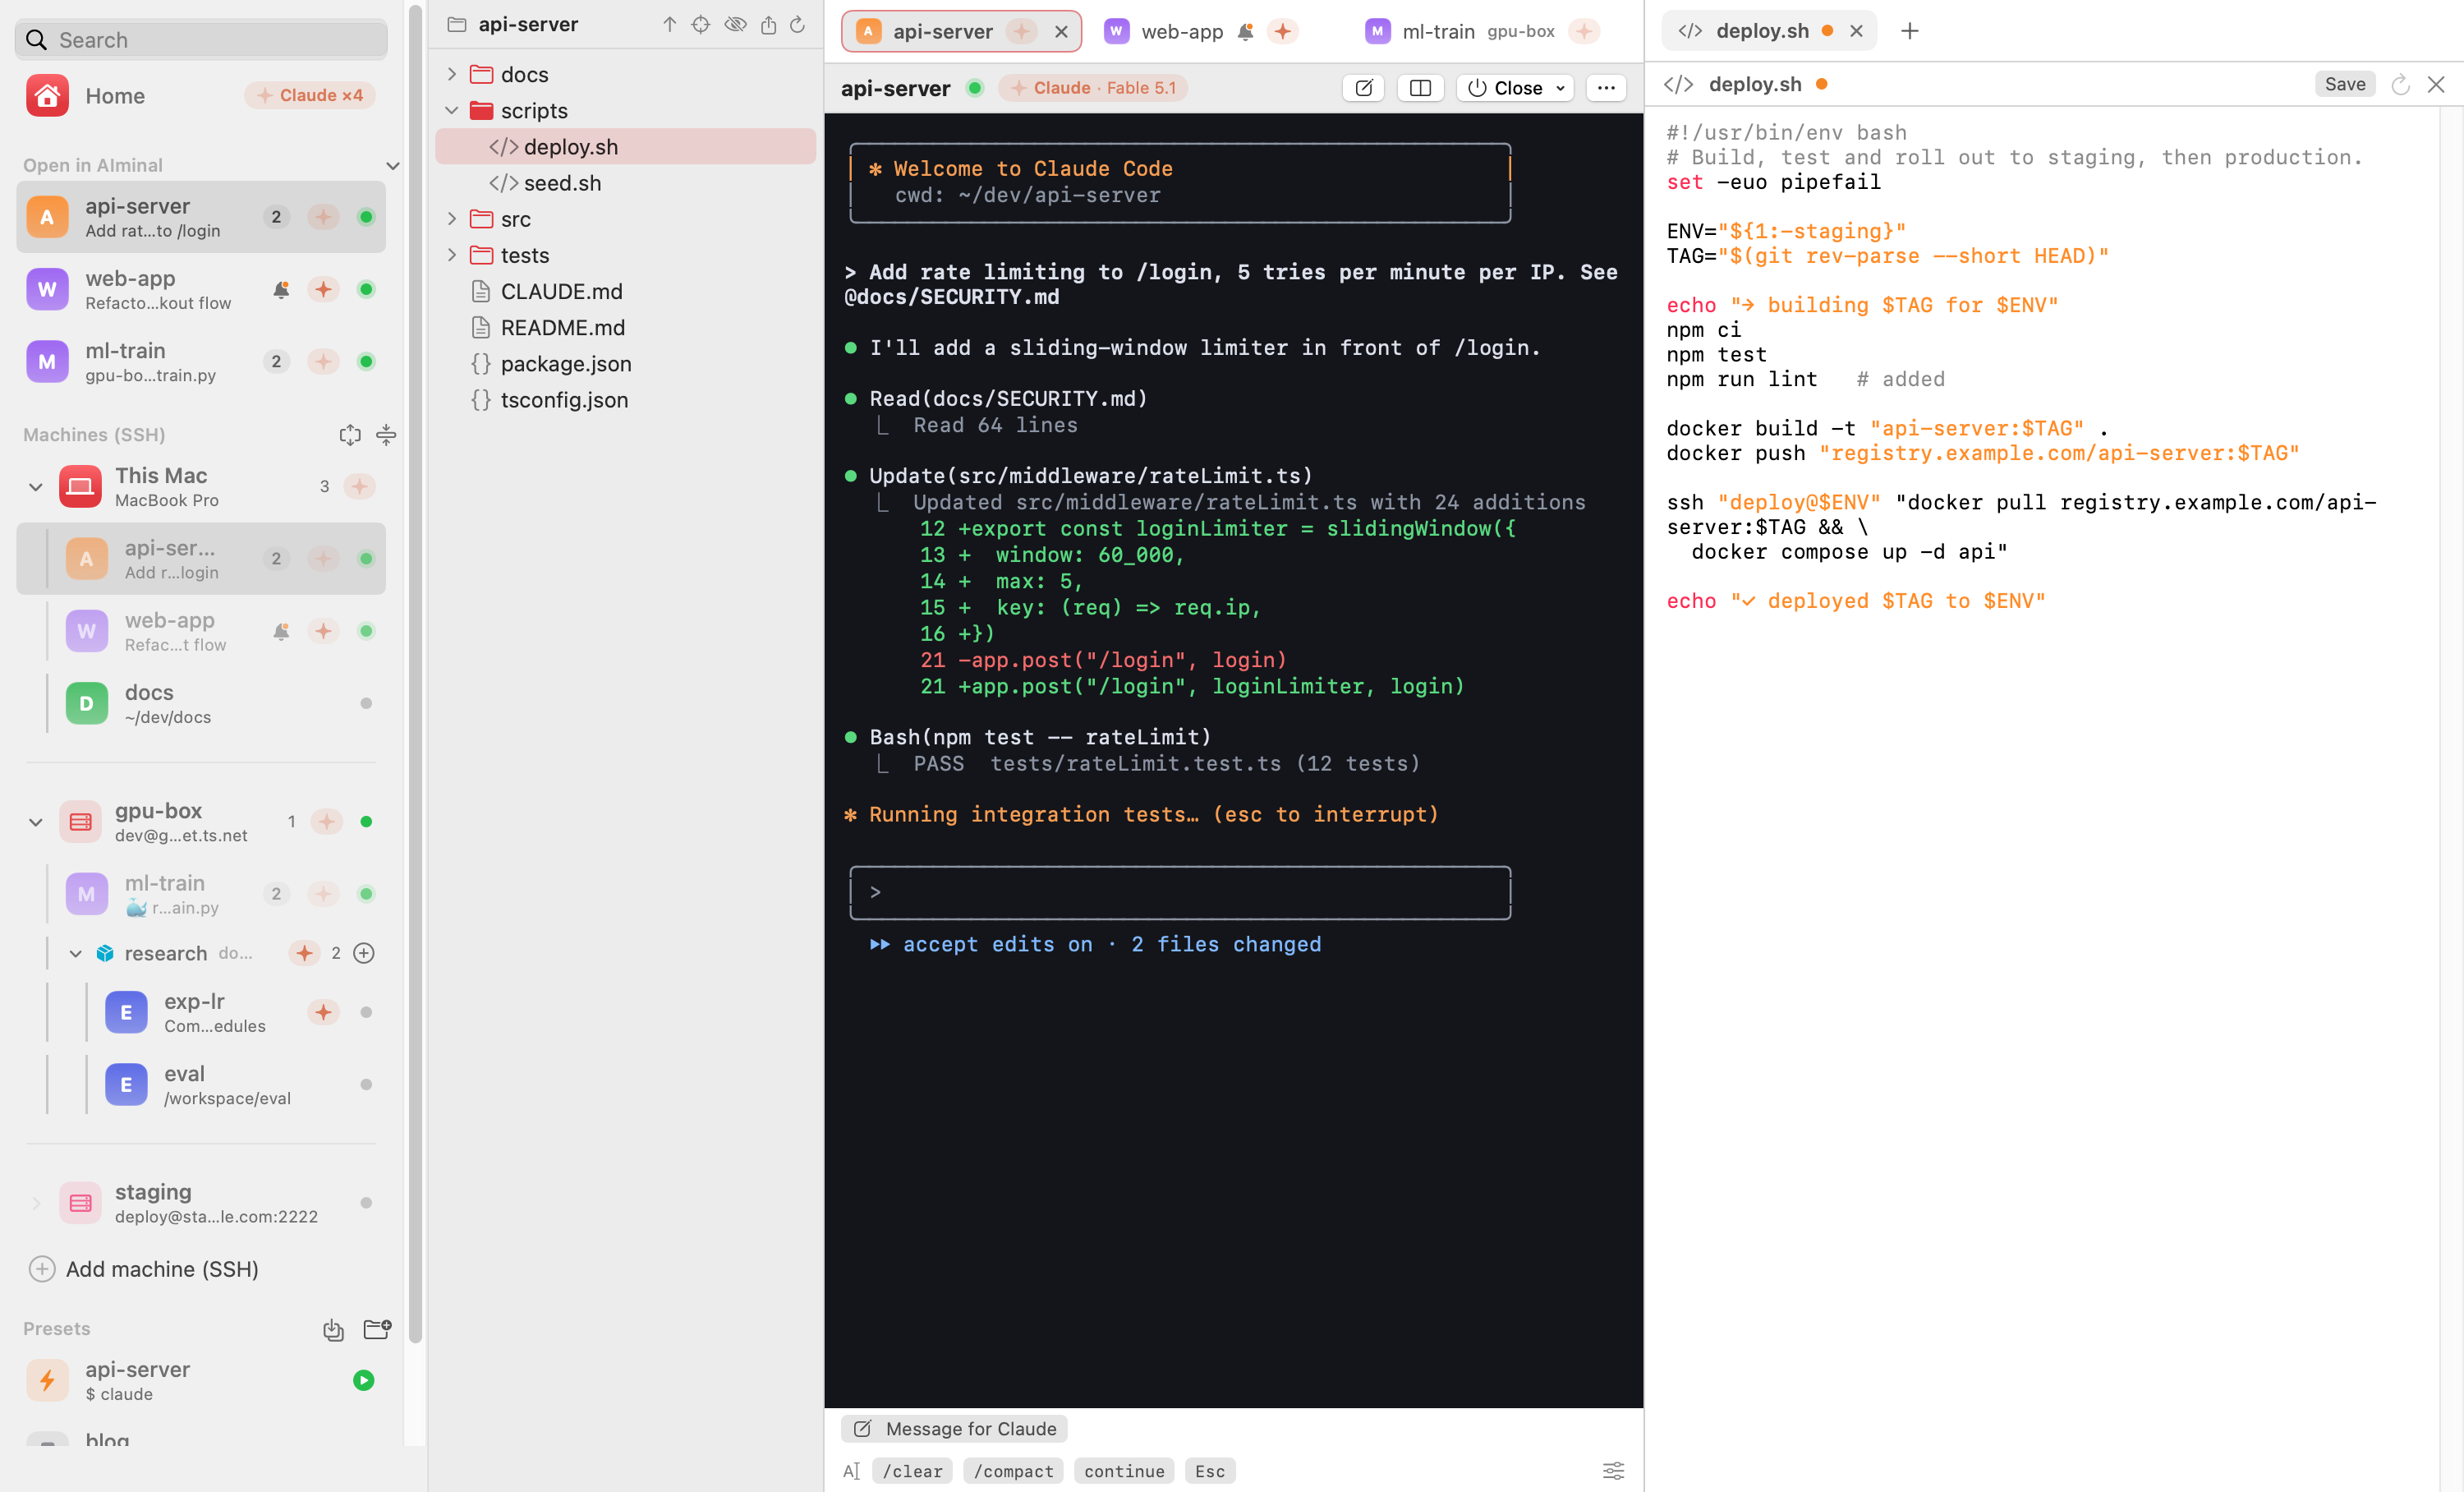 Search
Home
Claude ×4
Open in Alminal
A
api-server
Add rat...to /login
2
W
web-app
Refacto...kout flow
M
ml-train
gpu-bo...train.py
2
Machines (SSH)
This Mac
MacBook Pro
3
A
api-ser...
Add r...login
2
W
web-app
Refac...t flow
D
docs
~/dev/docs
gpu-box
dev@g...et.ts.net
1
M
ml-train
🐳 r...ain.py
2
research do...
2
E
exp-lr
Com...edules
E
eval
/workspace/eval
staging
deploy@sta...le.com:2222
Add machine (SSH)
Presets
api-server
$ claude
blog
api-server
docs
scripts
</> deploy.sh
</> seed.sh
src
tests
CLAUDE.md
README.md
{} package.json
{} tsconfig.json
A api-server
W web-app
M ml-train gpu-box
api-server
Claude · Fable 5.1
Close
✻ Welcome to Claude Code
cwd: ~/dev/api-server
> Add rate limiting to /login, 5 tries per minute per IP. See
@docs/SECURITY.md
I'll add a sliding-window limiter in front of /login.
Read(docs/SECURITY.md)
Read 64 lines
Update(src/middleware/rateLimit.ts)
Updated src/middleware/rateLimit.ts with 24 additions
12 +export const loginLimiter = slidingWindow({
13 +  window: 60_000,
14 +  max: 5,
15 +  key: (req) => req.ip,
16 +})
21 -app.post("/login", login)
21 +app.post("/login", loginLimiter, login)
Bash(npm test -- rateLimit)
PASS  tests/rateLimit.test.ts (12 tests)
✻ Running integration tests… (esc to interrupt)
>
⏵⏵ accept edits on · 2 files changed
Message for Claude
A
/clear
/compact
continue
Esc
</> deploy.sh
</> deploy.sh
Save
#!/usr/bin/env bash
# Build, test and roll out to staging, then production.
set -euo pipefail
ENV="${1:-staging}"
TAG="$(git rev-parse --short HEAD)"
echo "→ building $TAG for $ENV"
npm ci
npm test
npm run lint   # added
docker build -t "api-server:$TAG" .
docker push "registry.example.com/api-server:$TAG"
ssh "deploy@$ENV" "docker pull registry.example.com/api-
server:$TAG && \
docker compose up -d api"
echo "✓ deployed $TAG to $ENV"